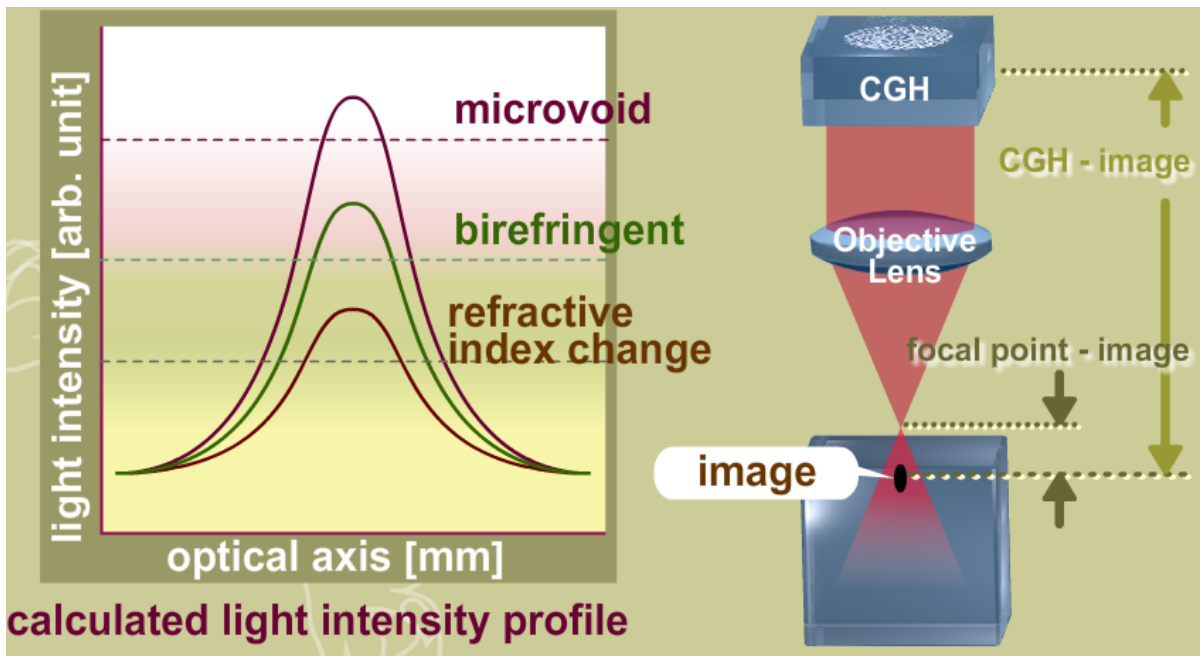 light intensity [arb. unit]
microvoid
birefringent
refractive
index change
optical axis [mm]
calculated light intensity profile
CGH
CGH - image
Objective
Lens
focal point - image
image